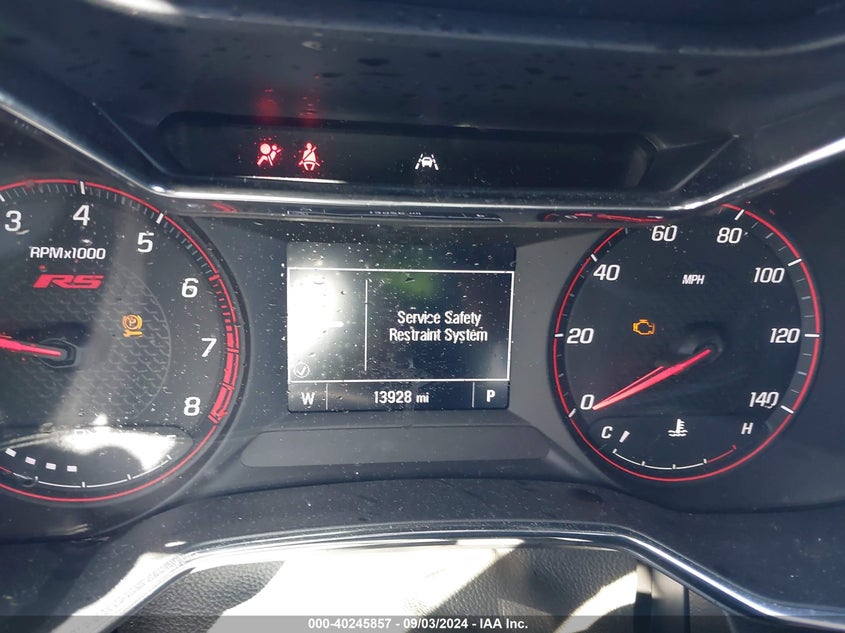 3
4
5
6
7
8
RPMx1000
RS
Service Safety
Restraint System
W
13928 mi
P
0
20
40
60
80
100
120
140
MPH
C
H
000-40245857 - 09/03/2024 - IAA Inc.